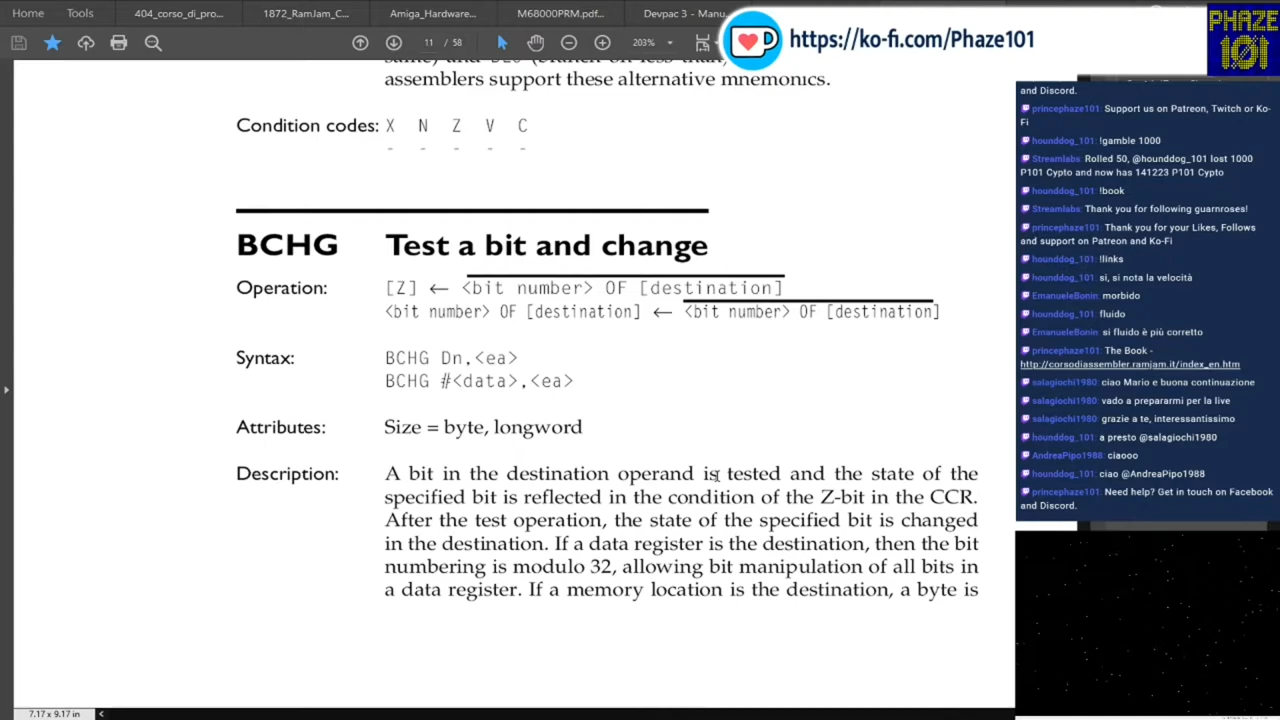 Home Tools 404_corso_di_pro... 1872_RamJam_C... Amiga_Hardware... M68000PRM.pdf... Devpac 3 - Manu...
11 / 58 203%
https://ko-fi.com/Phaze101
PHAZE
101
assemblers support these alternative mnemonics.
Condition codes: X N Z V C
- - - - -
BCHG Test a bit and change
Operation: [Z] ← <bit number> OF [destination]
<bit number> OF [destination] ← <bit number> OF [destination]
Syntax: BCHG Dn,<ea>
BCHG #<data>,<ea>
Attributes: Size = byte, longword
Description: A bit in the destination operand is tested and the state of the
specified bit is reflected in the condition of the Z-bit in the CCR.
After the test operation, the state of the specified bit is changed
in the destination. If a data register is the destination, then the bit
numbering is modulo 32, allowing bit manipulation of all bits in
a data register. If a memory location is the destination, a byte is
7.17 x 9.17 in
and Discord.
princephaze101: Support us on Patreon, Twitch or Ko-
Fi
hounddog_101: !gamble 1000
Streamlabs: Rolled 50, @hounddog_101 lost 1000
P101 Cypto and now has 141223 P101 Cypto
hounddog_101: !book
Streamlabs: Thank you for following guarnroses!
princephaze101: Thank you for your Likes, Follows
and support on Patreon and Ko-Fi
hounddog_101: !links
hounddog_101: si, si nota la velocità
EmanueleBonin: morbido
hounddog_101: fluido
EmanueleBonin: si fluido è più corretto
princephaze101: The Book -
http://corsodiassembler.ramjam.it/index_en.htm
salagiochi1980: ciao Mario e buona continuazione
salagiochi1980: vado a prepararmi per la live
salagiochi1980: grazie a te, interessantissimo
hounddog_101: a presto @salagiochi1980
AndreaPipo1988: ciaooo
hounddog_101: ciao @AndreaPipo1988
princephaze101: Need help? Get in touch on Facebook
and Discord.